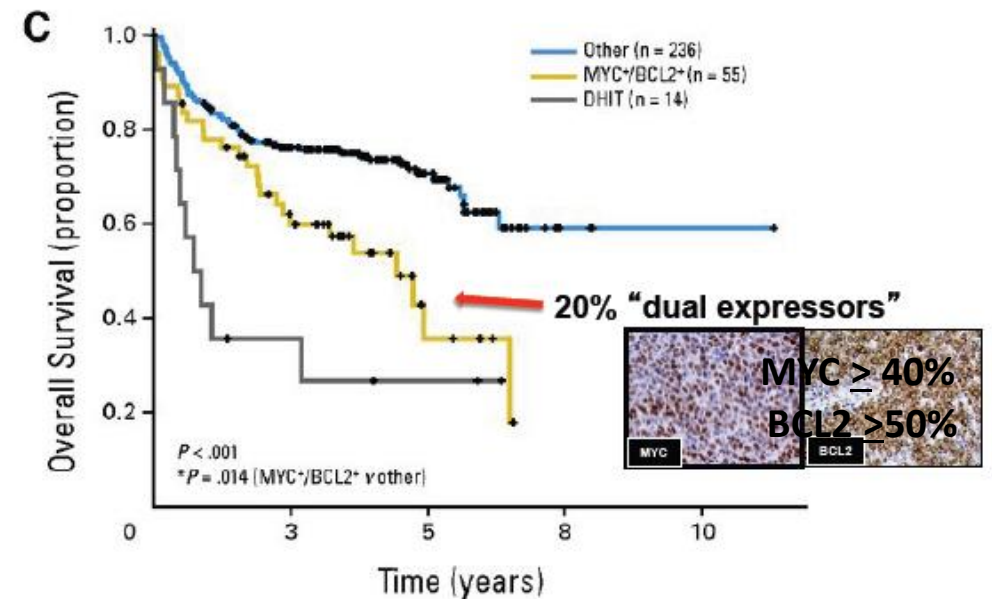 C
Overall Survival (proportion)
1.0
0.8
0.6
0.4
0.2
0
3
5
8
10
Time (years)
Other (n = 236)
MYC⁺/BCL2⁺ (n = 55)
DHIT (n = 14)
20% “dual expressors”
MYC ≥ 40%
BCL2 ≥50%
MYC
BCL2
P < .001
*P = .014 (MYC⁺/BCL2⁺ v other)